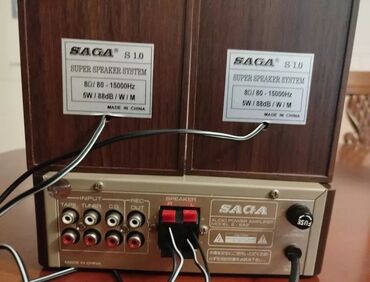 SAGA® S 1.0
SUPER SPEAKER SYSTEM
8Ω / 80 - 15000Hz
5W / 88dB / W / M
MADE IN CHINA
SAGA® S 1.0
SUPER SPEAKER SYSTEM
8Ω / 80 - 15000Hz
5W / 88dB / W / M
MADE IN CHINA
INPUT
TAPE TUNER C.D.
REC
OUT
SPEAKER
R L
SAGA
AUDIO POWER AMPLIFIER
FUSE
MADE IN CHINA